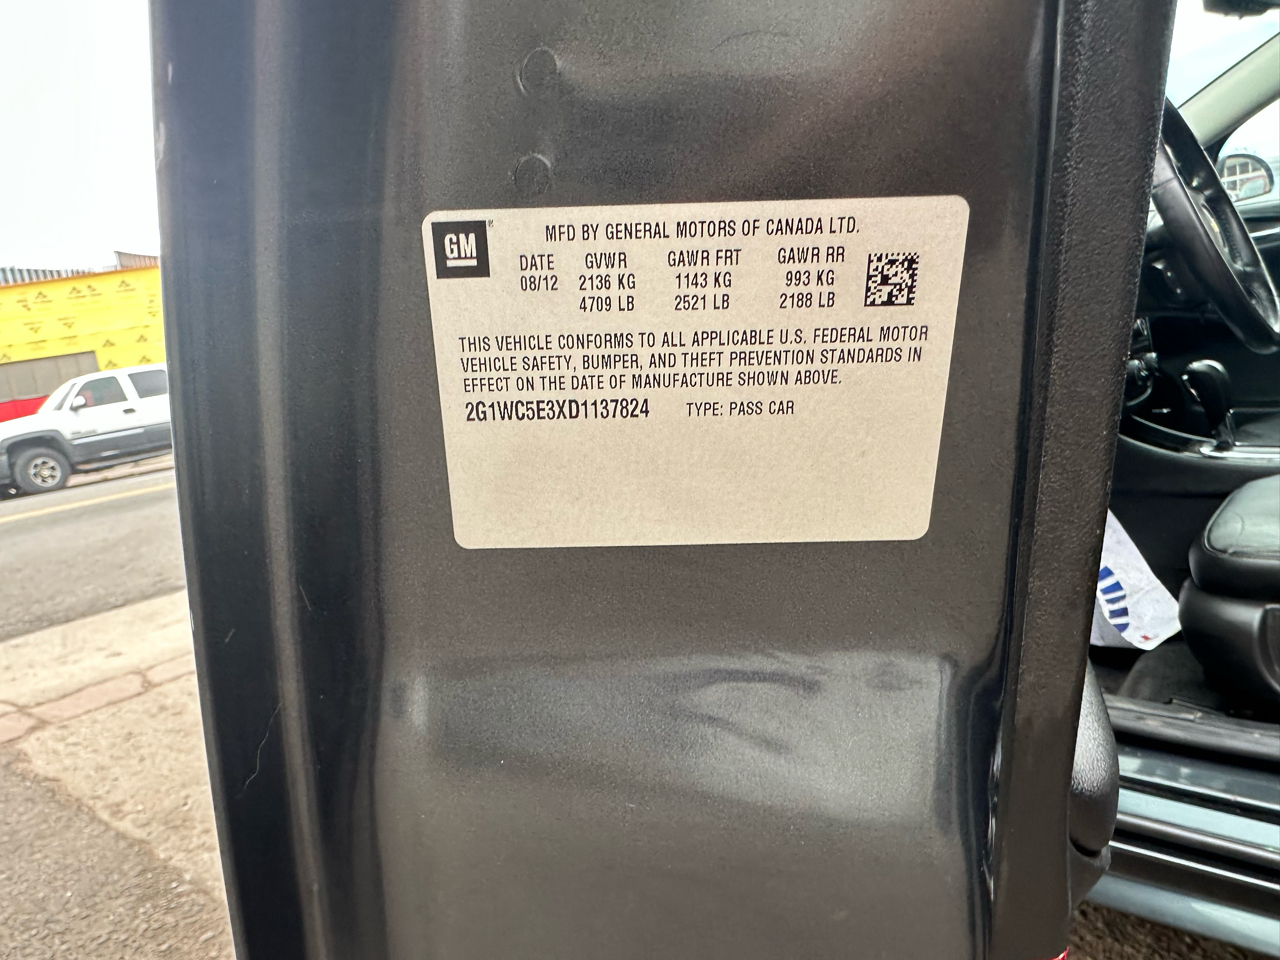 GM
MFD BY GENERAL MOTORS OF CANADA LTD.
DATE GVWR GAWR FRT GAWR RR
08/12 2136 KG 1143 KG 993 KG
4709 LB 2521 LB 2188 LB
THIS VEHICLE CONFORMS TO ALL APPLICABLE U.S. FEDERAL MOTOR
VEHICLE SAFETY, BUMPER, AND THEFT PREVENTION STANDARDS IN
EFFECT ON THE DATE OF MANUFACTURE SHOWN ABOVE.
2G1WC5E3XD1137824 TYPE: PASS CAR